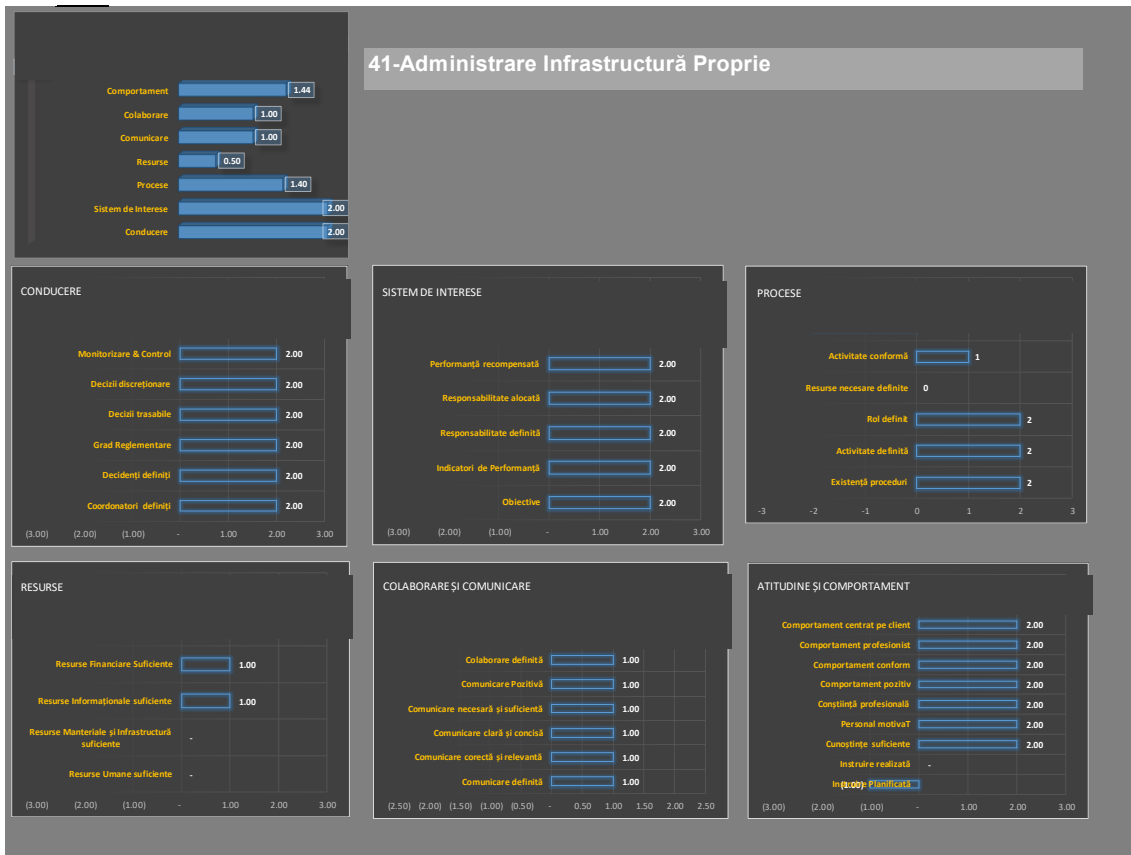 41-Administrare Infrastructură Proprie
Comportament 1.44
Colaborare 1.00
Comunicare 1.00
Resurse 0.50
Procese 1.40
Sistem de Interese 2.00
Conducere 2.00
CONDUCERE
Monitorizare & Control 2.00
Decizii discreționare 2.00
Decizii trasabile 2.00
Grad Reglementare 2.00
Decidenți definiți 2.00
Coordonatori definiți 2.00
(3.00) (2.00) (1.00) - 1.00 2.00 3.00
SISTEM DE INTERESE
Performanță recompensată 2.00
Responsabilitate alocată 2.00
Responsabilitate definită 2.00
Indicatori de Performanță 2.00
Obiective 2.00
(3.00) (2.00) (1.00) - 1.00 2.00 3.00
PROCESE
Activitate conformă 1
Resurse necesare definite 0
Rol definit 2
Activitate definită 2
Existență proceduri 2
-3 -2 -1 0 1 2 3
RESURSE
Resurse Financiare Suficiente 1.00
Resurse Informaționale suficiente 1.00
Resurse Manteriale și Infrastructură
suficiente -
Resurse Umane suficiente -
(3.00) (2.00) (1.00) - 1.00 2.00 3.00
COLABORARE ȘI COMUNICARE
Colaborare definită 1.00
Comunicare Pozitivă 1.00
Comunicare necesară și suficientă 1.00
Comunicare clară și concisă 1.00
Comunicare corectă și relevantă 1.00
Comunicare definită 1.00
(2.50) (2.00) (1.50) (1.00) (0.50) - 0.50 1.00 1.50 2.00 2.50
ATITUDINE ȘI COMPORTAMENT
Comportament centrat pe client 2.00
Comportament profesionist 2.00
Comportament conform 2.00
Comportament pozitiv 2.00
Conștiință profesională 2.00
Personal motivaT 2.00
Cunoștințe suficiente 2.00
Instruire realizată -
Planificată (1.00)
(3.00) (2.00) (1.00) - 1.00 2.00 3.00